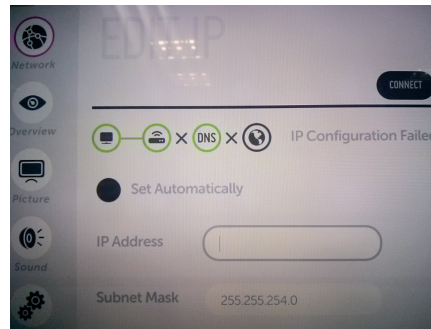 EDIT IP
Network
CONNECT
Overview
DNS
IP Configuration Faile
Picture
Set Automatically
IP Address
Sound
Subnet Mask 255.255.254.0